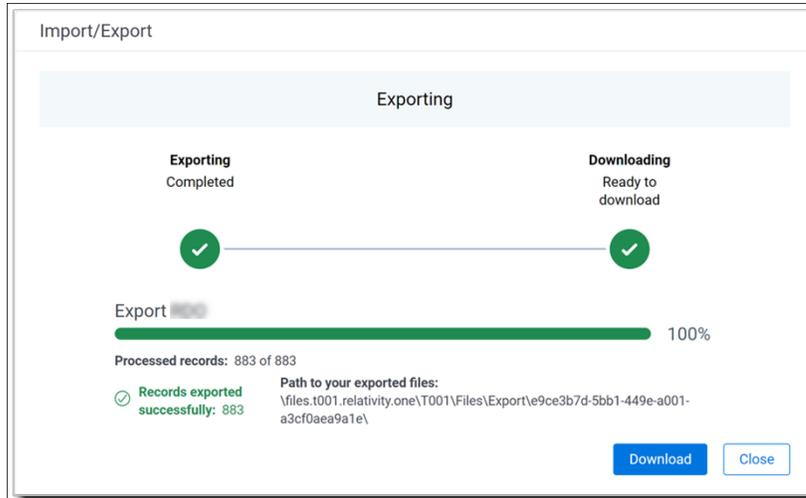 Import/Export
Exporting
Exporting
Completed
Downloading
Ready to
download
Export
100%
Processed records: 883 of 883
Records exported
successfully: 883
Path to your exported files:
\files.t001.relativity.one\T001\Files\Export\e9ce3b7d-5bb1-449e-a001-
a3cf0aea9a1e\
Download
Close